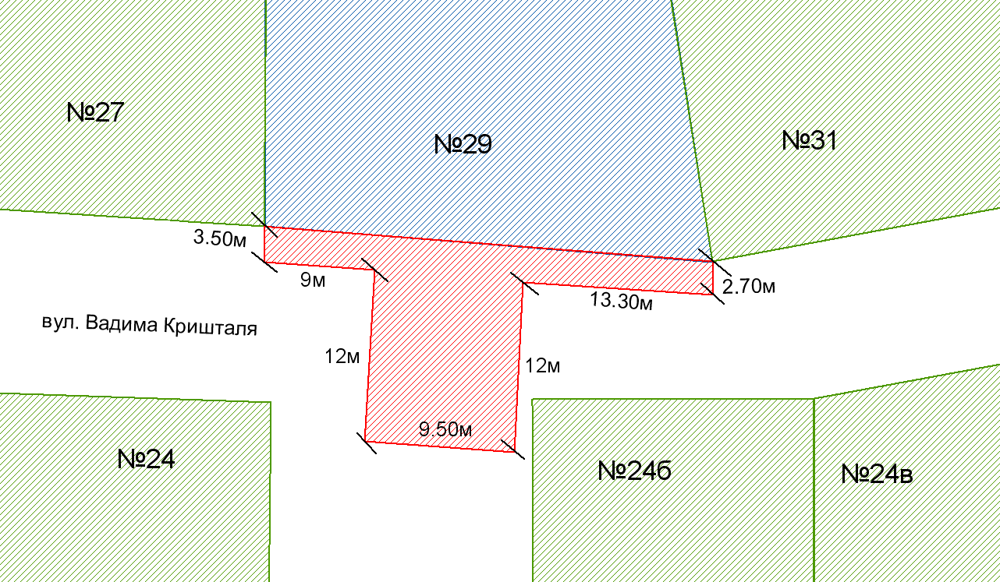 №27
№29
№31
3.50м
9м
13.30м
2.70м
вул. Вадима Кришталя
12м
12м
9.50м
№24
№24б
№24в